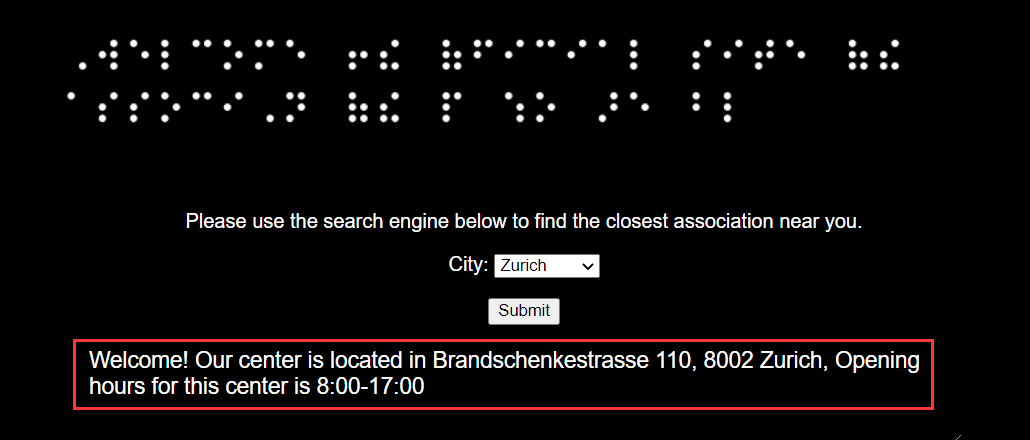 ⠠⠺⠑⠇⠉⠕⠍⠑ ⠖⠮ ⠷⠋⠊⠉⠊⠁⠇ ⠎⠊⠞⠑ ⠷⠮
⠁⠎⠎⠕⠉⠊⠠⠝ ⠷⠮ ⠏ ⠱⠕ ⠜⠑ ⠃⠇
Please use the search engine below to find the closest association near you.
City: Zurich
Submit
Welcome! Our center is located in Brandschenkestrasse 110, 8002 Zurich, Opening
hours for this center is 8:00-17:00